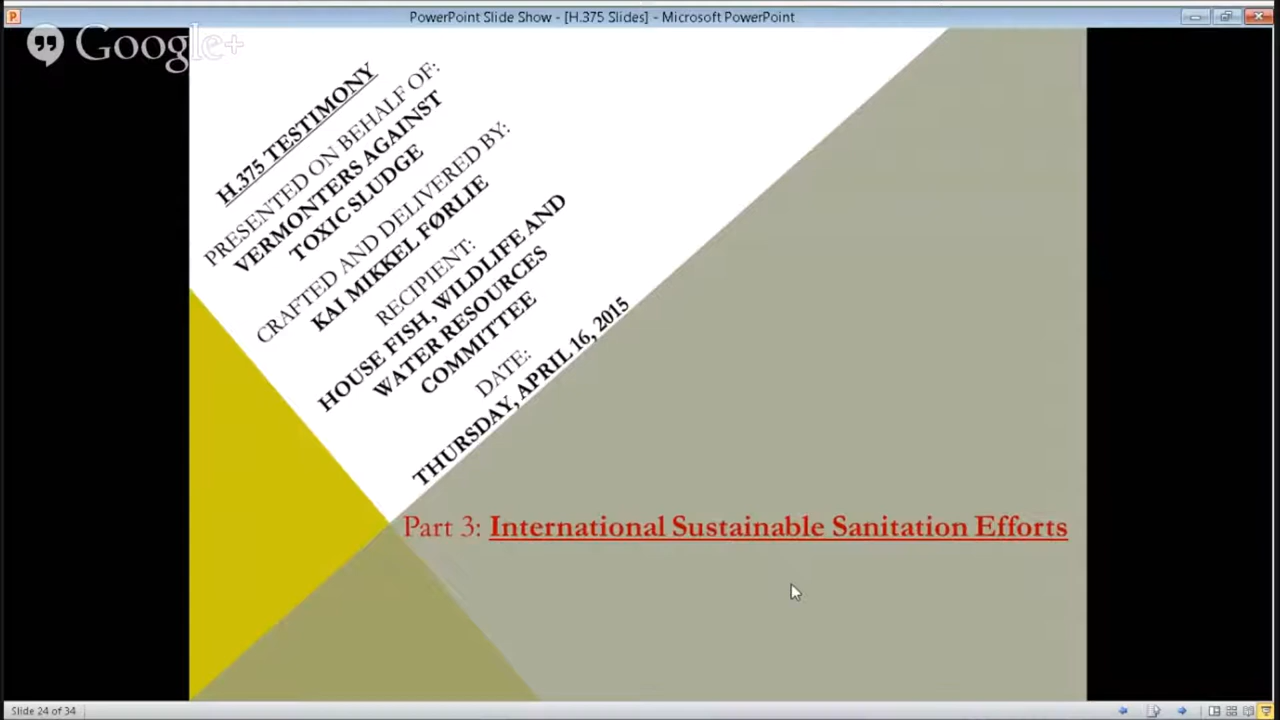 PowerPoint Slide Show - [H.375 Slides] - Microsoft PowerPoint
Google+
H.375 TESTIMONY
PRESENTED ON BEHALF OF:
VERMONTERS AGAINST
TOXIC SLUDGE
CRAFTED AND DELIVERED BY:
KAI MIKKEL FØRLIE
RECIPIENT:
HOUSE FISH, WILDLIFE AND
WATER RESOURCES
COMMITTEE
DATE:
THURSDAY, APRIL 16, 2015
Part 3: International Sustainable Sanitation Efforts
Slide 24 of 34